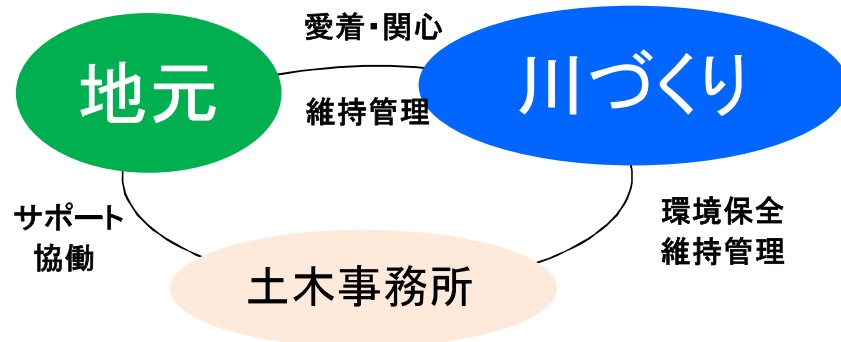 愛着・関心
地元
川づくり
維持管理
サポート
協働
環境保全
維持管理
土木事務所